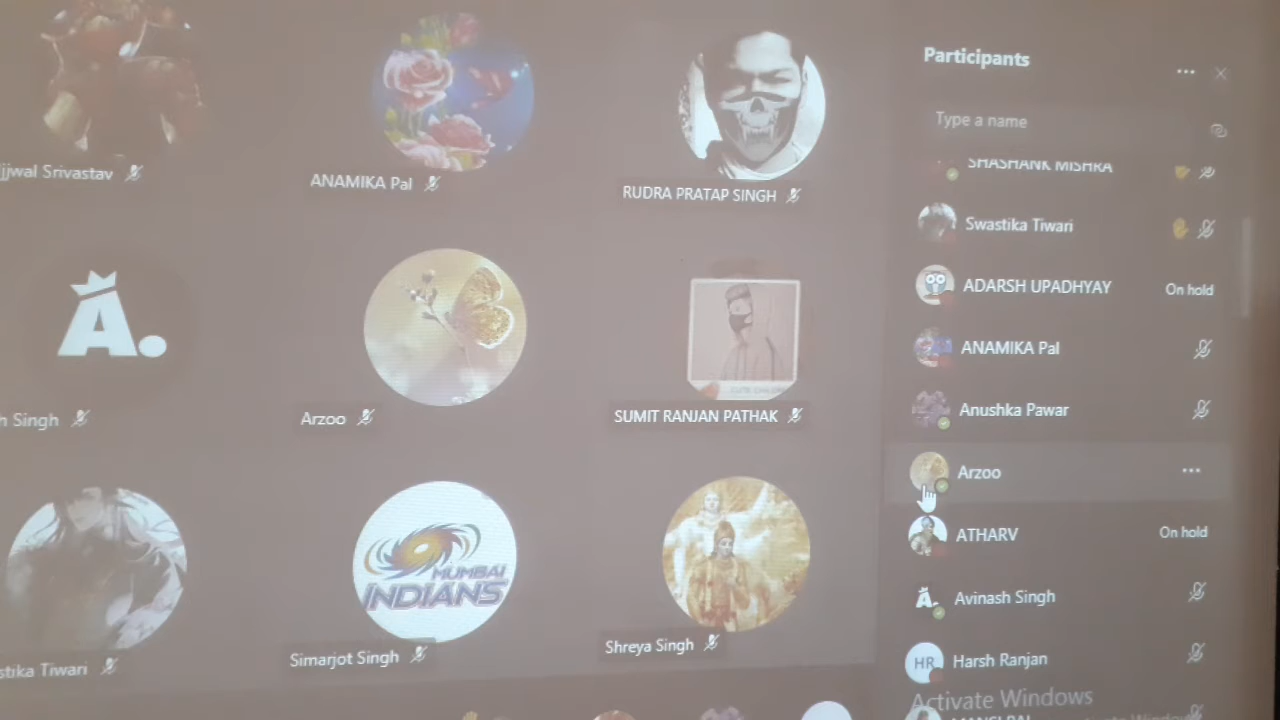 jjwal Srivastav
ANAMIKA Pal
RUDRA PRATAP SINGH
A.
h Singh
Arzoo
SUMIT RANJAN PATHAK
stika Tiwari
MUMBAI
INDIANS
Simarjot Singh
Shreya Singh
Participants
Type a name
SHASHANK MISHRA
Swastika Tiwari
ADARSH UPADHYAY On hold
ANAMIKA Pal
Anushka Pawar
Arzoo
ATHARV On hold
A. Avinash Singh
HR Harsh Ranjan
Activate Windows